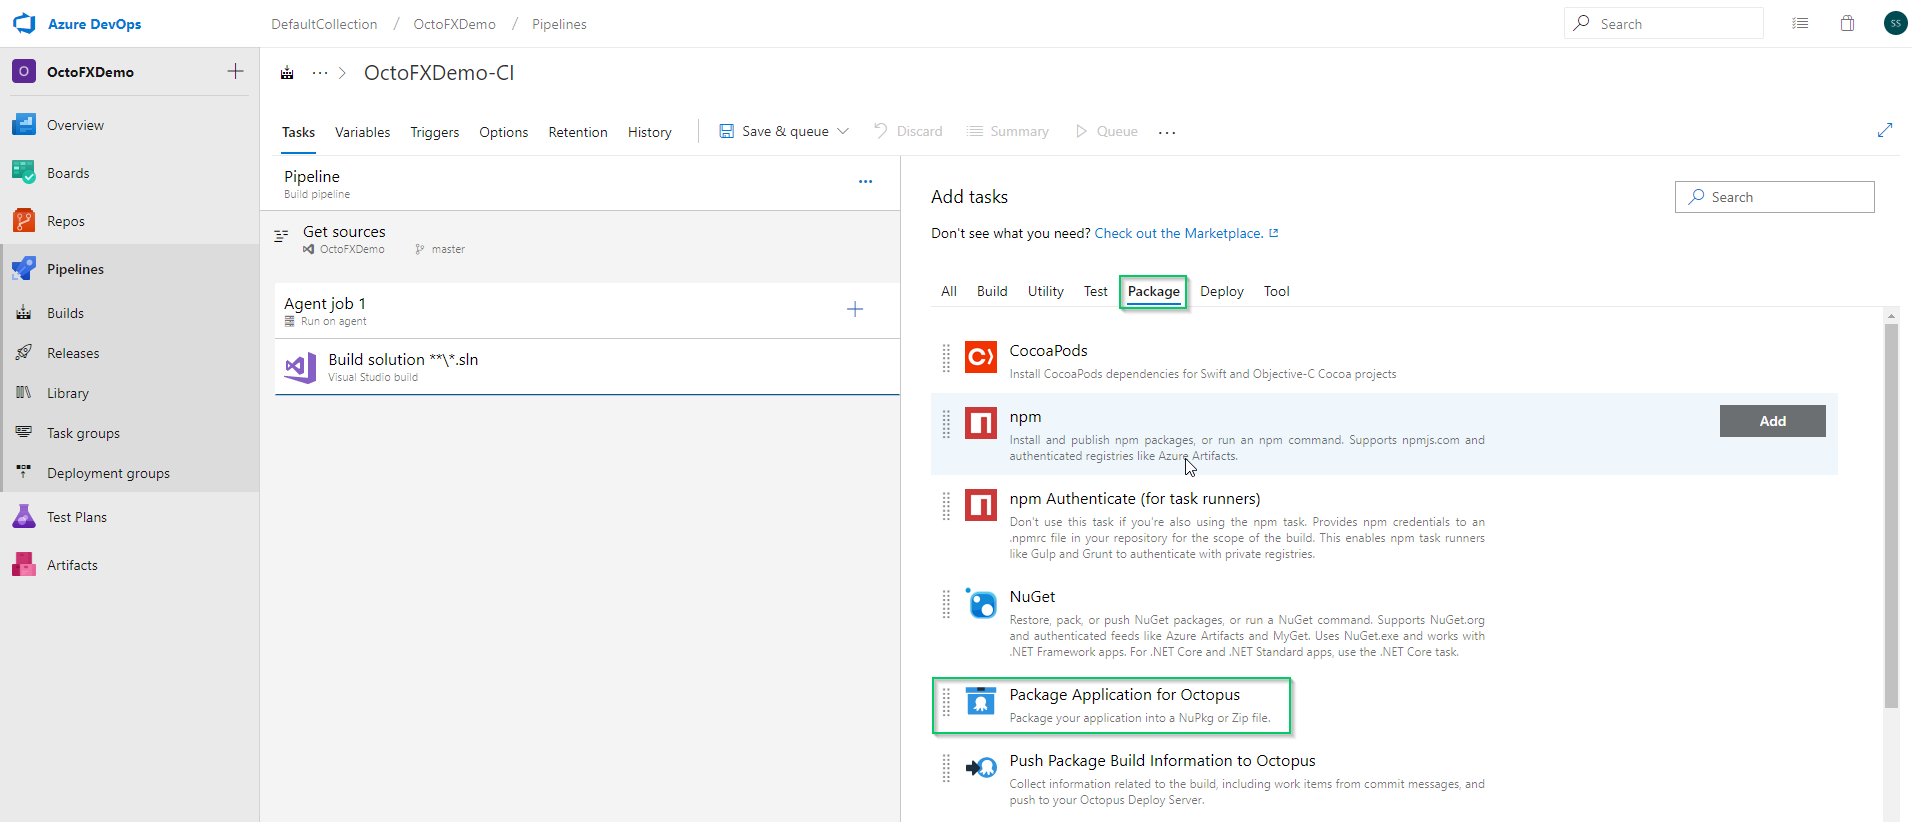 Azure DevOps
DefaultCollection / OctoFXDemo / Pipelines
Search
SS
O OctoFXDemo
Overview
Boards
Repos
Pipelines
Builds
Releases
Library
Task groups
Deployment groups
Test Plans
Artifacts
··· > OctoFXDemo-CI
Tasks Variables Triggers Options Retention History Save & queue Discard Summary Queue ···
Pipeline
Build pipeline
Get sources
OctoFXDemo master
Agent job 1
Run on agent
Build solution **\*.sln
Visual Studio build
Add tasks
Search
Don't see what you need? Check out the Marketplace.
All Build Utility Test Package Deploy Tool
CocoaPods
Install CocoaPods dependencies for Swift and Objective-C Cocoa projects
npm
Install and publish npm packages, or run an npm command. Supports npmjs.com and
authenticated registries like Azure Artifacts.
Add
npm Authenticate (for task runners)
Don't use this task if you're also using the npm task. Provides npm credentials to an
.npmrc file in your repository for the scope of the build. This enables npm task runners
like Gulp and Grunt to authenticate with private registries.
NuGet
Restore, pack, or push NuGet packages, or run a NuGet command. Supports NuGet.org
and authenticated feeds like Azure Artifacts and MyGet. Uses NuGet.exe and works with
.NET Framework apps. For .NET Core and .NET Standard apps, use the .NET Core task.
Package Application for Octopus
Package your application into a NuPkg or Zip file.
Push Package Build Information to Octopus
Collect information related to the build, including work items from commit messages, and
push to your Octopus Deploy Server.